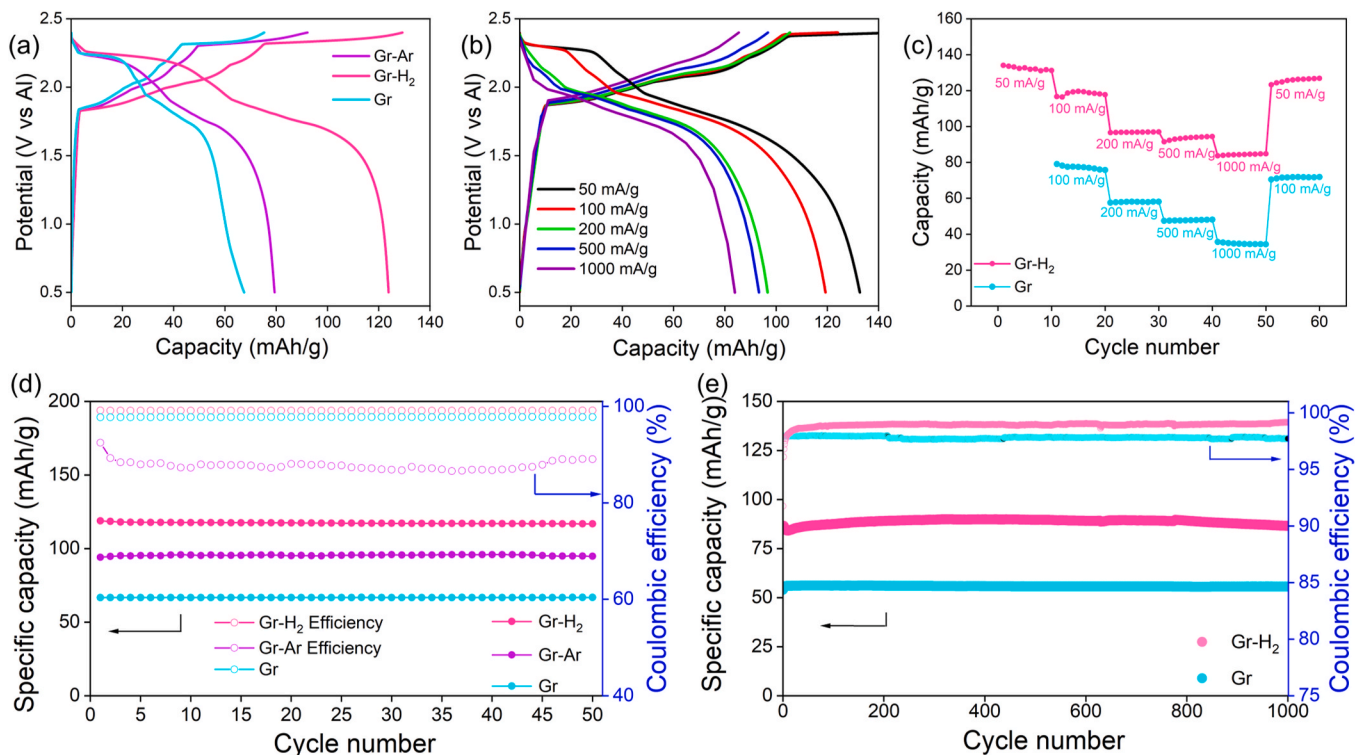 (a)
2.5
2.0
1.5
1.0
0.5
Potential (V vs Al)
Gr-Ar
Gr-H2
Gr
0 20 40 60 80 100 120 140
Capacity (mAh/g)
(b)
2.5
2.0
1.5
1.0
0.5
Potential (V vs Al)
50 mA/g
100 mA/g
200 mA/g
500 mA/g
1000 mA/g
0 20 40 60 80 100 120 140
Capacity (mAh/g)
(c)
160
140
120
100
80
60
40
20
0
Capacity (mAh/g)
50 mA/g
100 mA/g
200 mA/g
500 mA/g
1000 mA/g
50 mA/g
100 mA/g
200 mA/g
500 mA/g
1000 mA/g
100 mA/g
Gr-H2
Gr
0 10 20 30 40 50 60
Cycle number
(d)
200
150
100
50
0
Specific capacity (mAh/g)
Gr-H2 Efficiency
Gr-Ar Efficiency
Gr
Gr-H2
Gr-Ar
Gr
100
80
60
40
Coulombic efficiency (%)
0 5 10 15 20 25 30 35 40 45 50
Cycle number
(e)
150
125
100
75
50
25
0
Specific capacity (mAh/g)
Gr-H2
Gr
100
95
90
85
80
75
Coulombic efficiency (%)
0 200 400 600 800 1000
Cycle number